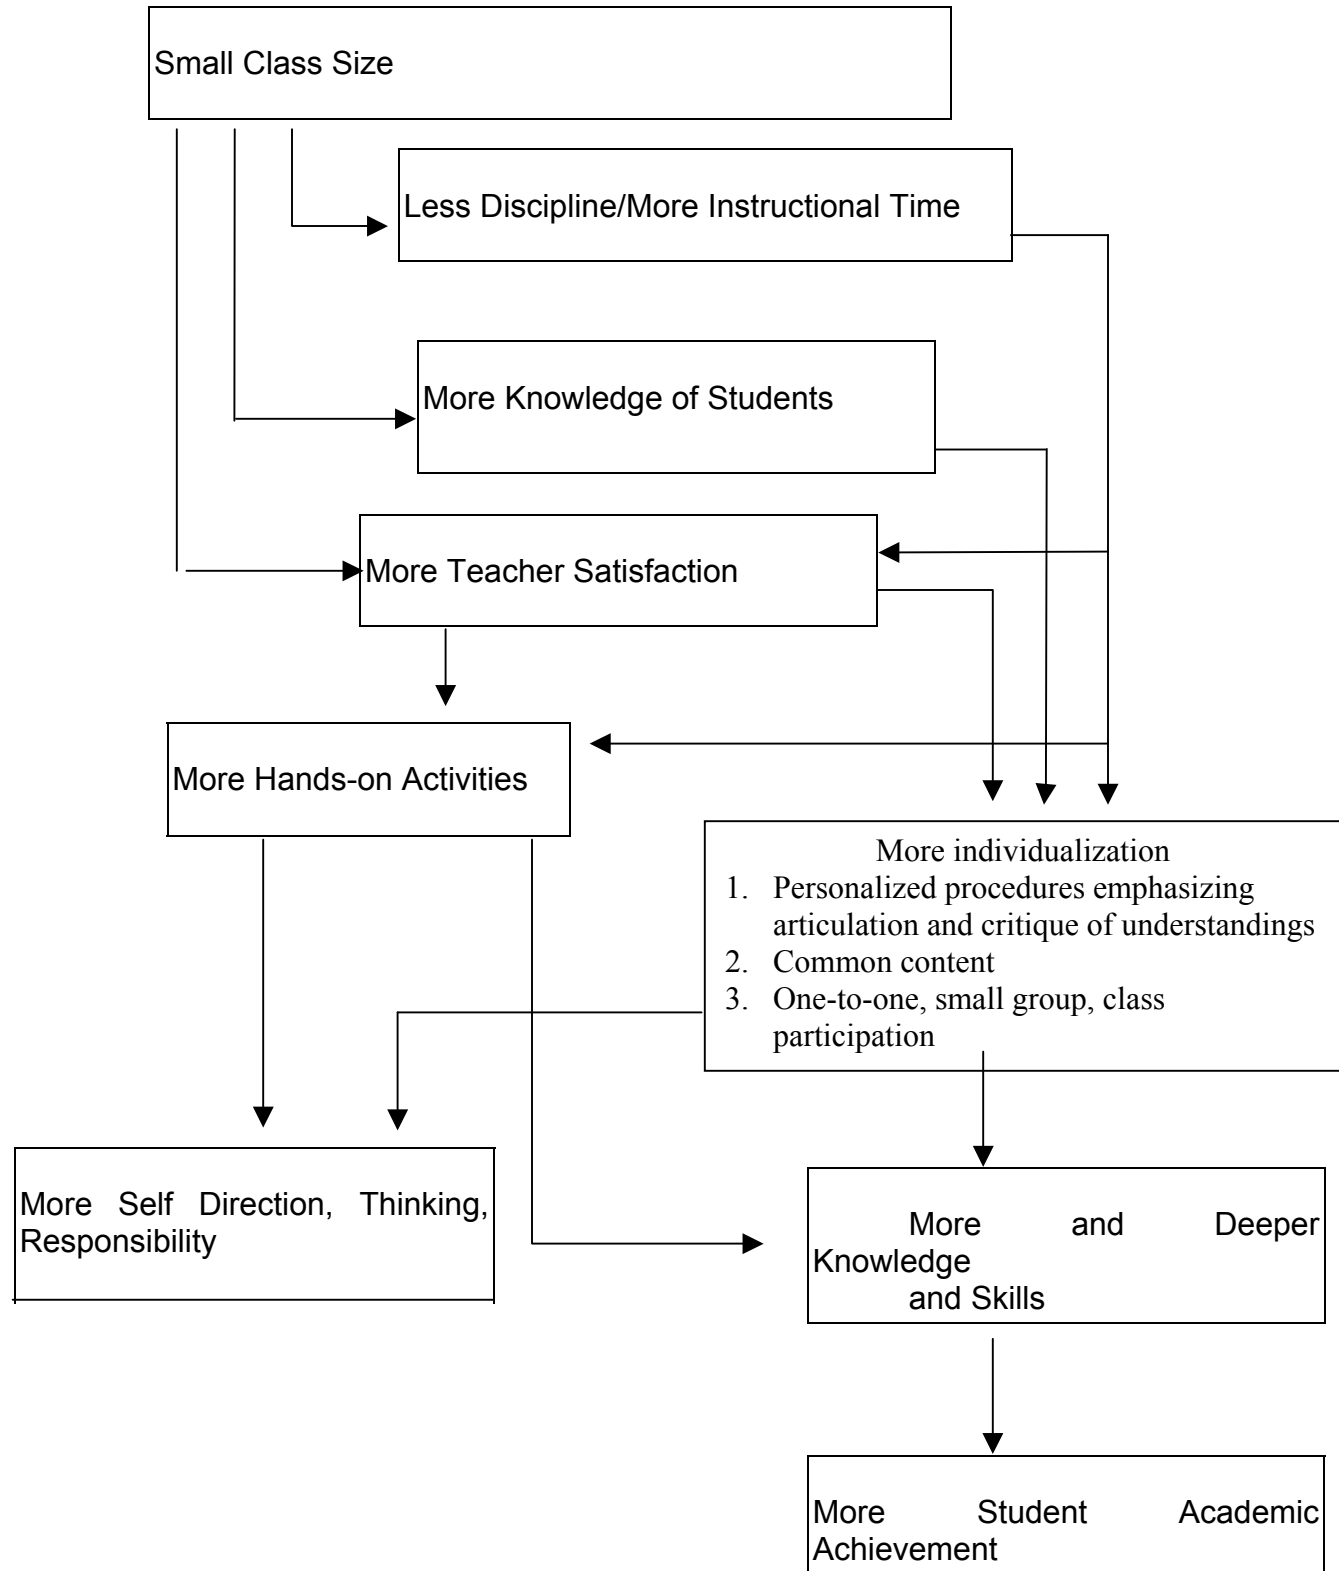 Small Class Size
Less Discipline/More Instructional Time
More Knowledge of Students
More Teacher Satisfaction
More Hands-on Activities
More individualization
1. Personalized procedures emphasizing
articulation and critique of understandings
2. Common content
3. One-to-one, small group, class
participation
More Self Direction, Thinking,
Responsibility
More and Deeper
Knowledge
and Skills
More Student Academic
Achievement